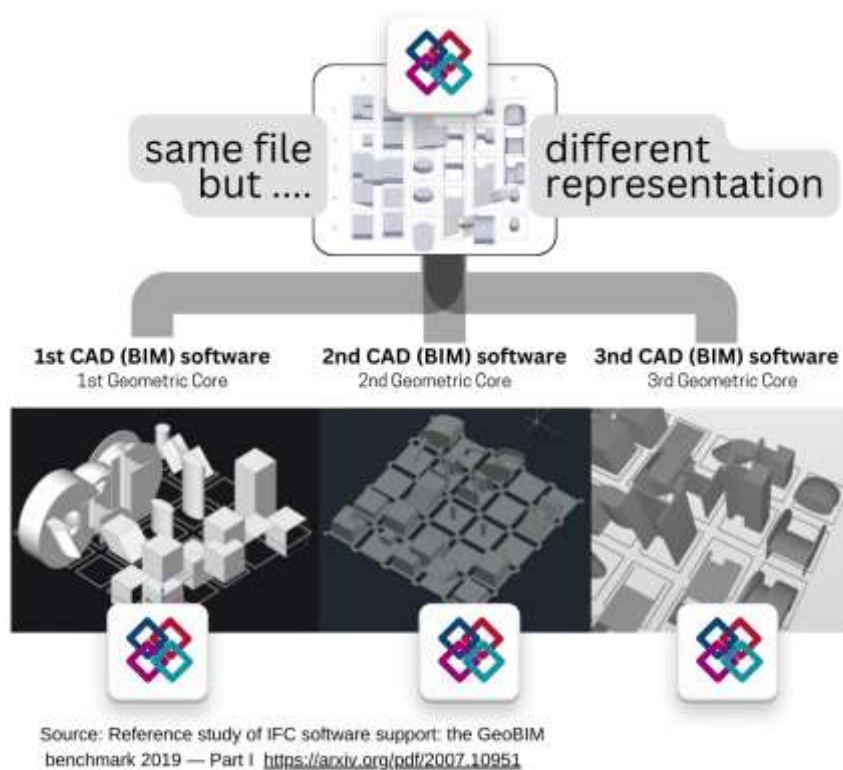 same file
but ....
different
representation
1st CAD (BIM) software
1st Geometric Core
2nd CAD (BIM) software
2nd Geometric Core
3nd CAD (BIM) software
3rd Geometric Core
Source: Reference study of IFC software support: the GeoBIM
benchmark 2019 — Part I https://arxiv.org/pdf/2007.10951